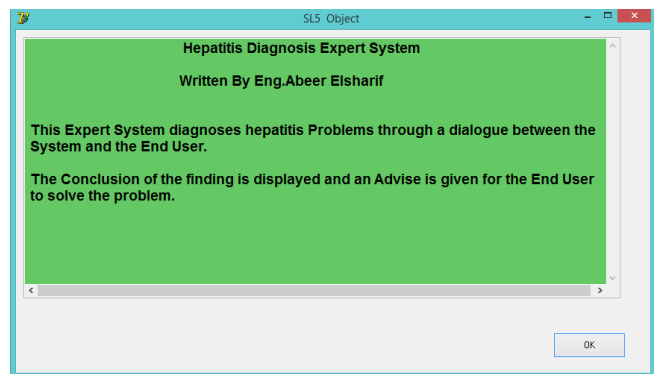 SL5 Object
Hepatitis Diagnosis Expert System
Written By Eng.Abeer Elsharif
This Expert System diagnoses hepatitis Problems through a dialogue between the
System and the End User.
The Conclusion of the finding is displayed and an Advise is given for the End User
to solve the problem.
OK